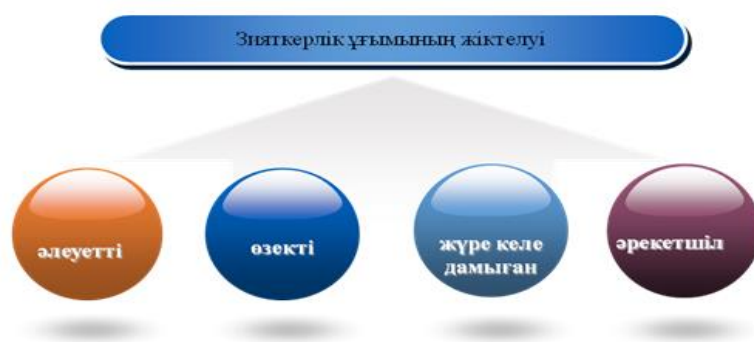 Зияткерлік ұғымының жіктелуі
әлеуетті
өзекті
жүре келе
дамыған
әрекетшіл